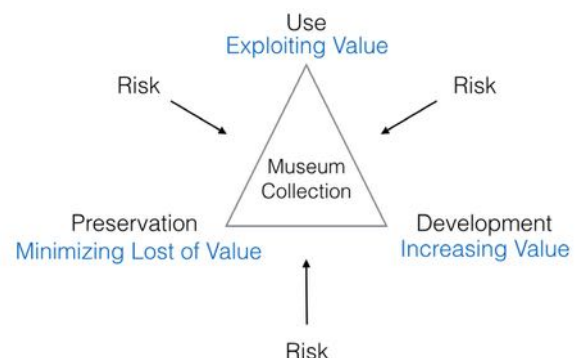 Use
Exploiting Value
Risk
Risk
Museum
Collection
Preservation
Minimizing Lost of Value
Development
Increasing Value
Risk